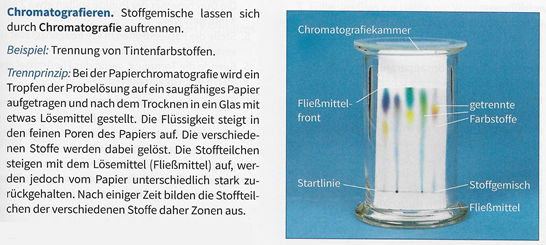 Chromatografieren. Stoffgemische lassen sich
durch Chromatografie auftrennen.
Beispiel: Trennung von Tintenfarbstoffen.
Trennprinzip: Bei der Papierchromatografie wird ein
Tropfen der Probelösung auf ein saugfähiges Papier
aufgetragen und nach dem Trocknen in ein Glas mit
etwas Lösemittel gestellt. Die Flüssigkeit steigt in
den feinen Poren des Papiers auf. Die verschiede-
nen Stoffe werden dabei gelöst. Die Stoffteilchen
steigen mit dem Lösemittel (Fließmittel) auf, wer-
den jedoch vom Papier unterschiedlich stark zu-
rückgehalten. Nach einiger Zeit bilden die Stoffteil-
chen der verschiedenen Stoffe daher Zonen aus.
Chromatografiekammer
Fließmittel-
front
getrennte
Farbstoffe
Startlinie
Stoffgemisch
Fließmittel